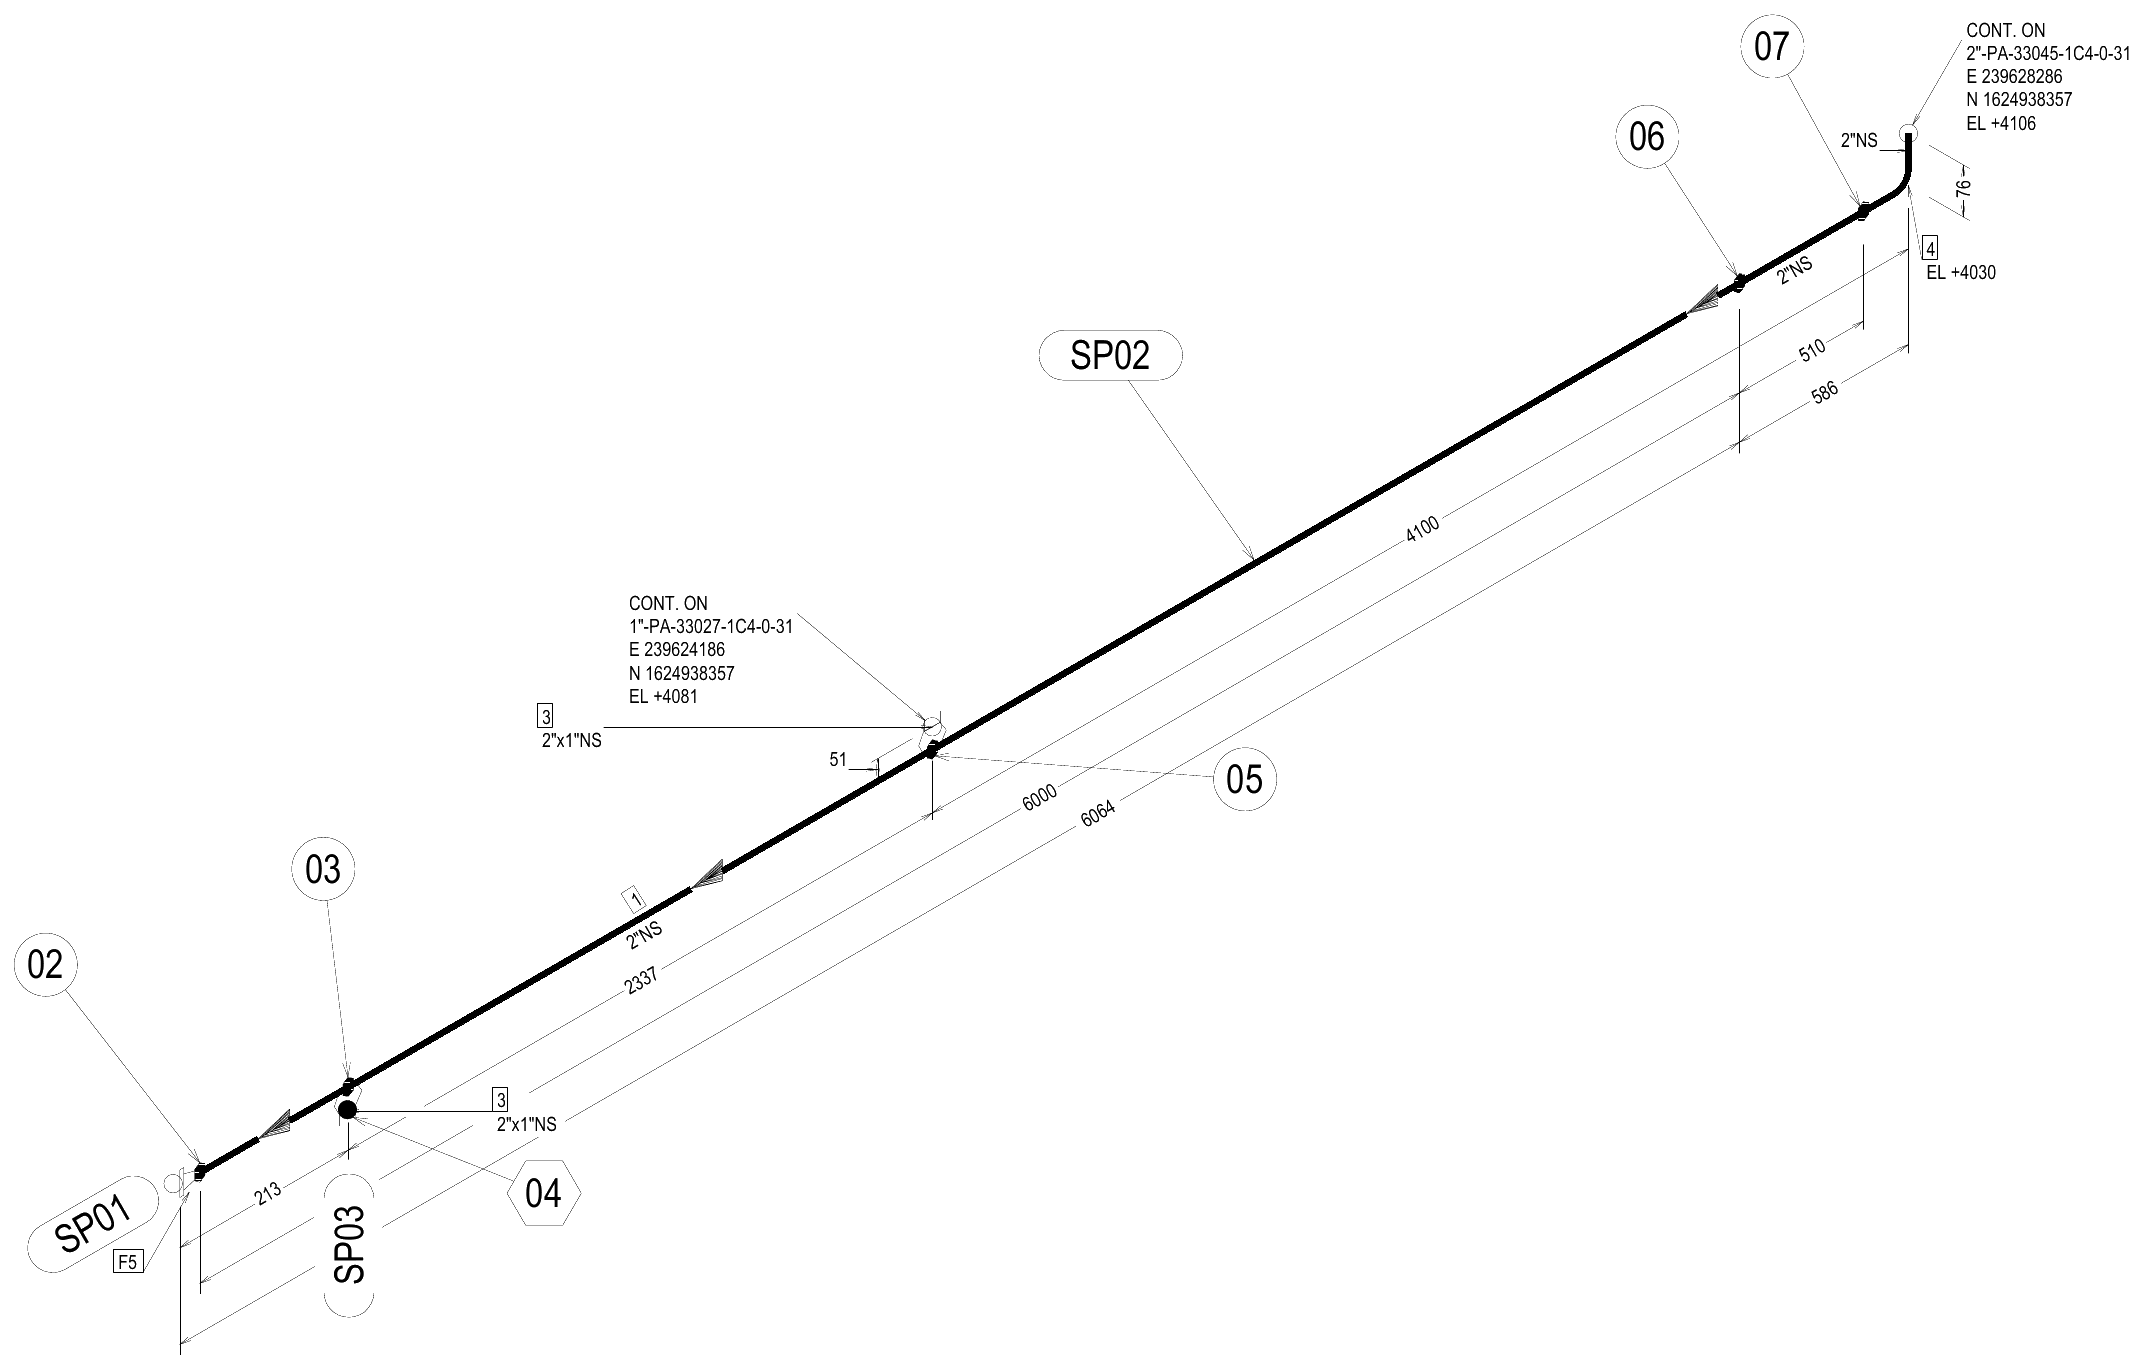 07
CONT. ON
2"-PA-33045-1C4-0-31
E 239628286
N 1624938357
EL +4106
06
2"NS
76
4
EL +4030
2"NS
510
586
SP02
4100
CONT. ON
1"-PA-33027-1C4-0-31
E 239624186
N 1624938357
EL +4081
3
2"x1"NS
51
05
6000
6064
03
1
2"NS
2337
02
3
2"x1"NS
04
213
SP01
SP03
F5